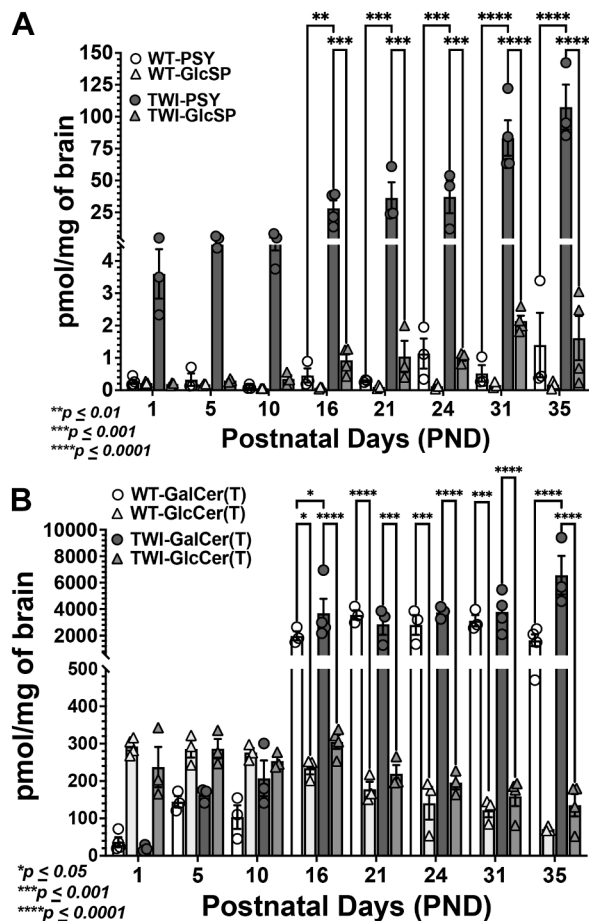 A
WT-PSY
WT-GlcSP
TWI-PSY
TWI-GlcSP
** *** *** **** ****
*** *** *** **** ****
pmol/mg of brain
150
125
100
75
50
25
4
3
2
1
0
1 5 10 16 21 24 31 35
**p ≤ 0.01
***p ≤ 0.001
****p ≤ 0.0001
Postnatal Days (PND)
B
WT-GalCer(T)
WT-GlcCer(T)
TWI-GalCer(T)
TWI-GlcCer(T)
****
* **** **** *** ****
* **** *** *** ****
pmol/mg of brain
10000
8000
6000
4000
2000
500
400
300
200
100
0
1 5 10 16 21 24 31 35
*p ≤ 0.05
***p ≤ 0.001
****p ≤ 0.0001
Postnatal Days (PND)